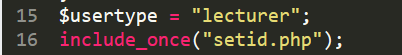 15 $usertype = "lecturer";
16 include_once("setid.php");